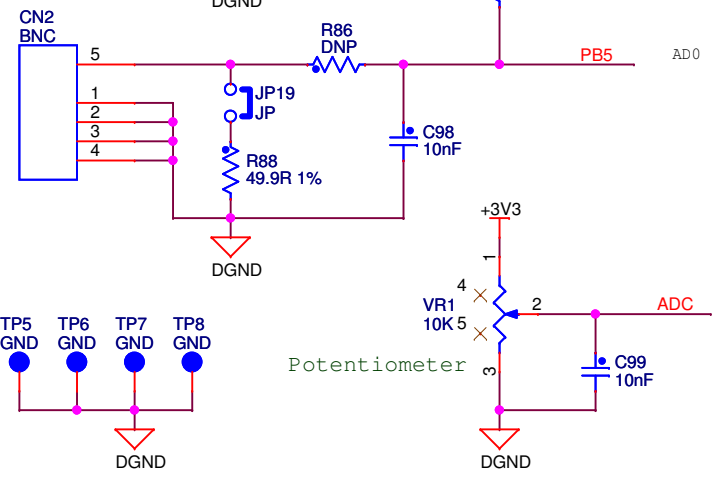 DGND
CN2
BNC
5
1
2
3
4
R86
DNP
PB5
AD0
JP19
JP
R88
49.9R 1%
C98
10nF
DGND
+3V3
1
4
VR1
10K
5
2
3
ADC
C99
10nF
Potentiometer
DGND
TP5
GND
TP6
GND
TP7
GND
TP8
GND
DGND